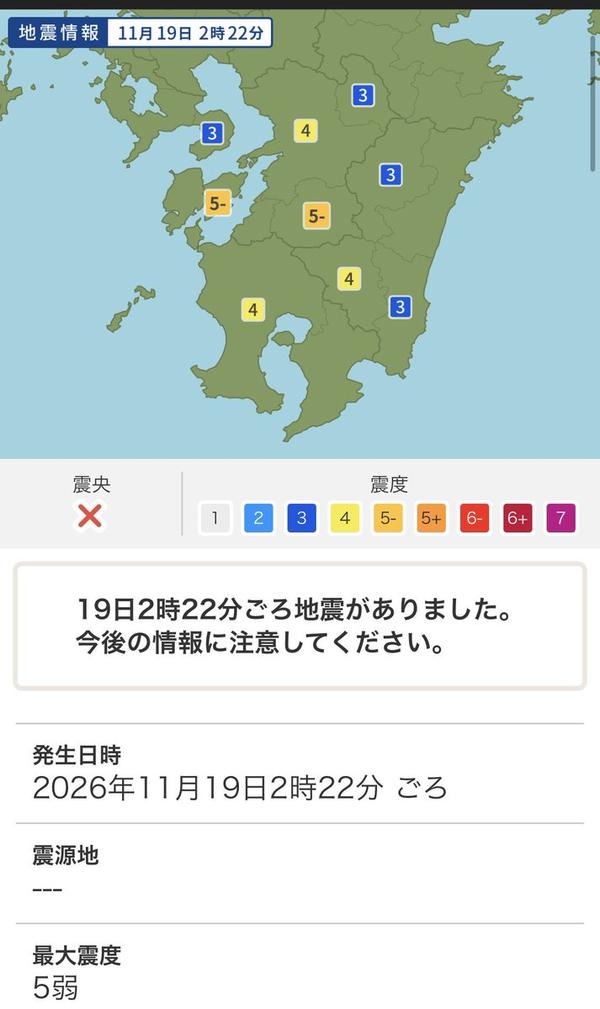 地震情報 11月19日 2時22分
3
3
4
3
5-
5-
4
4
3
震央 震度
1 2 3 4 5- 5+ 6- 6+ 7
19日2時22分ごろ地震がありました。
今後の情報に注意してください。
発生日時
2026年11月19日2時22分 ごろ
震源地
---
最大震度
5弱